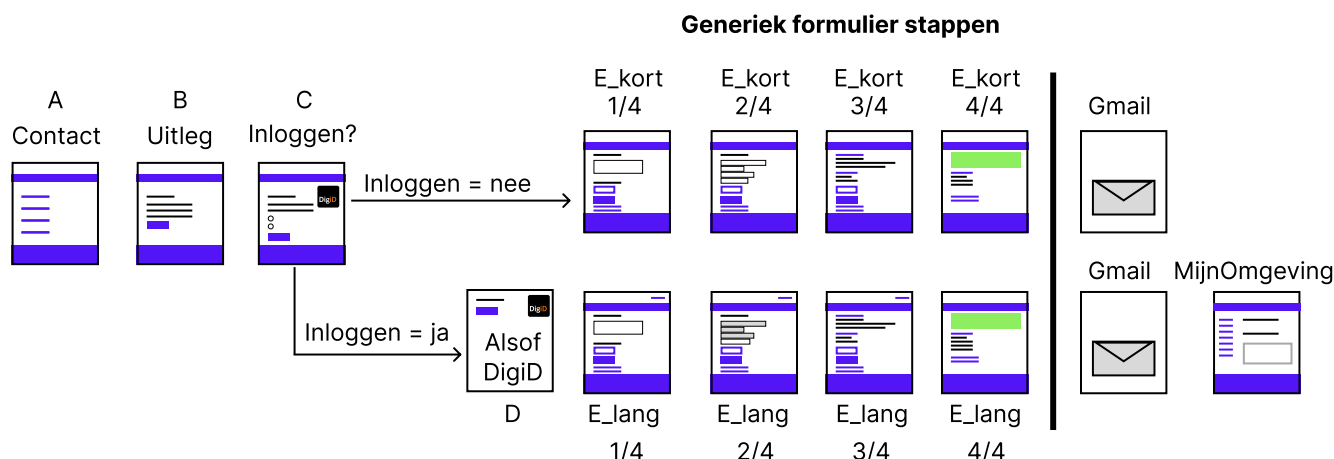 Generiek formulier stappen
A
Contact
B
Uitleg
C
Inloggen?
DigiD
Inloggen = nee
E_kort
1/4
E_kort
2/4
E_kort
3/4
E_kort
4/4
Gmail
Inloggen = ja
DigiD
Alsof
DigiD
D
E_lang
1/4
E_lang
2/4
E_lang
3/4
E_lang
4/4
Gmail
MijnOmgeving